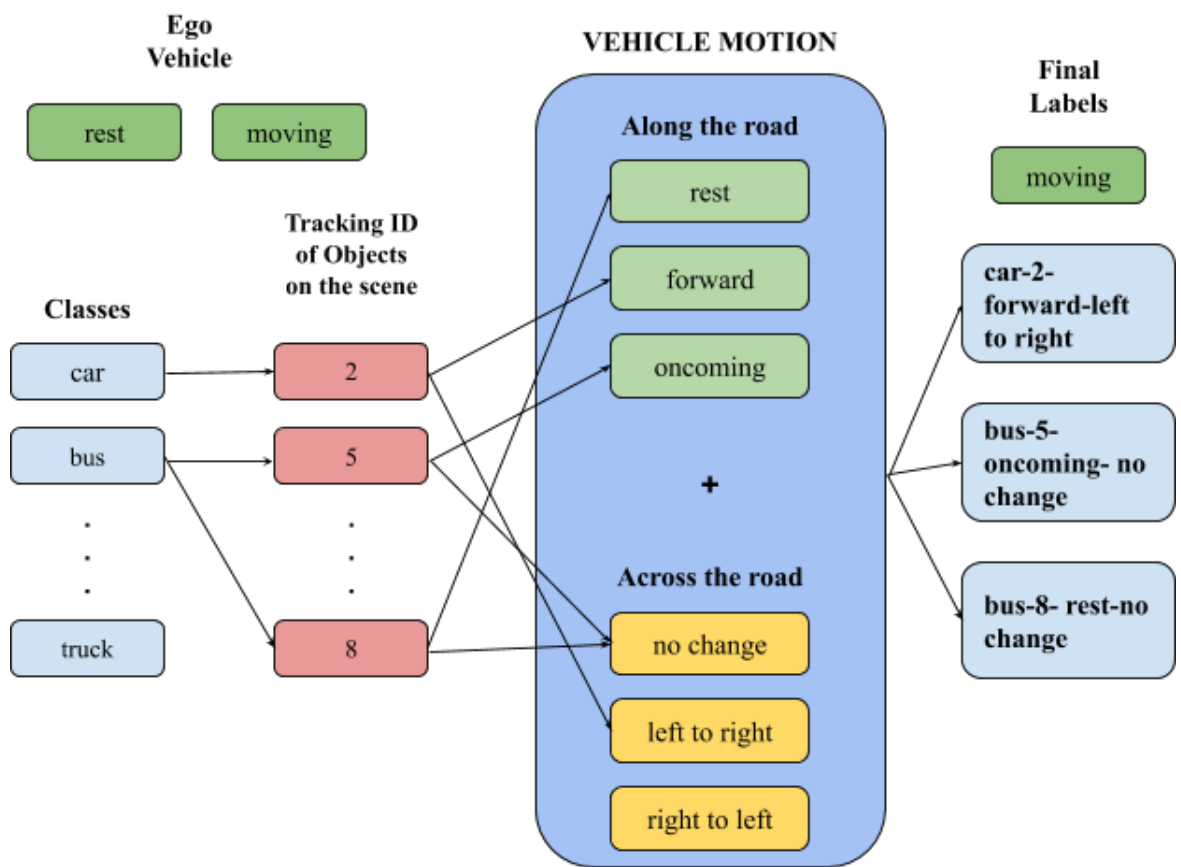 Ego
Vehicle
rest
moving
VEHICLE MOTION
Along the road
rest
forward
oncoming
+
Across the road
no change
left to right
right to left
Tracking ID
of Objects
on the scene
2
5
.
.
.
8
Classes
car
bus
.
.
.
truck
Final
Labels
moving
car-2-
forward-left
to right
bus-5-
oncoming- no
change
bus-8- rest-no
change